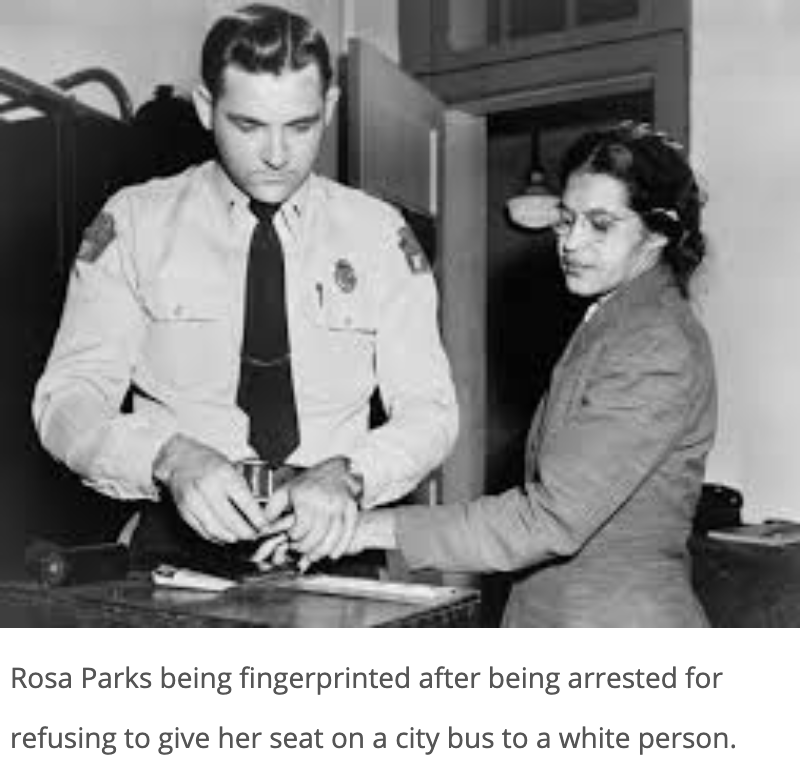 Rosa Parks being fingerprinted after being arrested for
refusing to give her seat on a city bus to a white person.